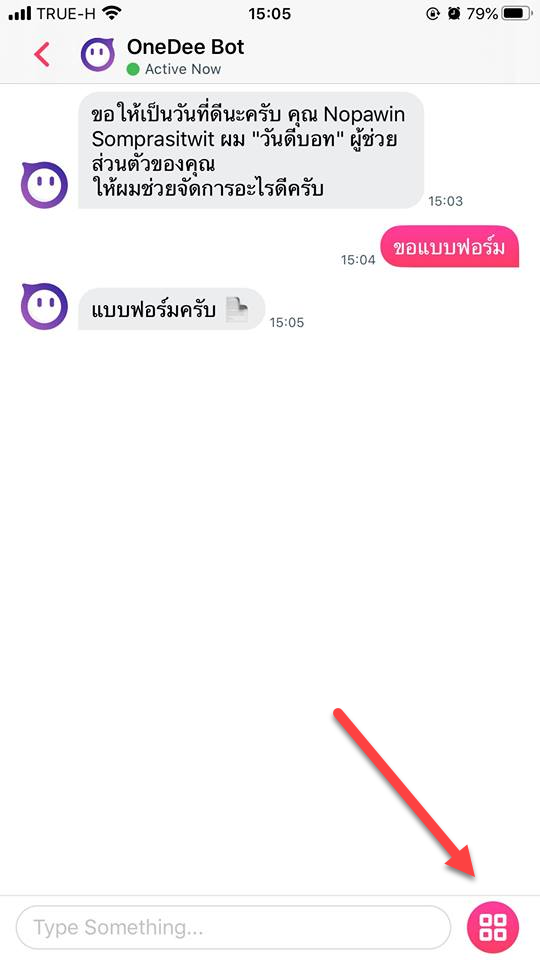 TRUE-H
15:05
79%
OneDee Bot
Active Now
ขอให้เป็นวันที่ดีนะครับ คุณ Nopawin
Somprasitwit ผม "วันดีบอท" ผู้ช่วย
ส่วนตัวของคุณ
ให้ผมช่วยจัดการอะไรดีครับ
15:03
ขอแบบฟอร์ม
15:04
แบบฟอร์มครับ
15:05
Type Something...